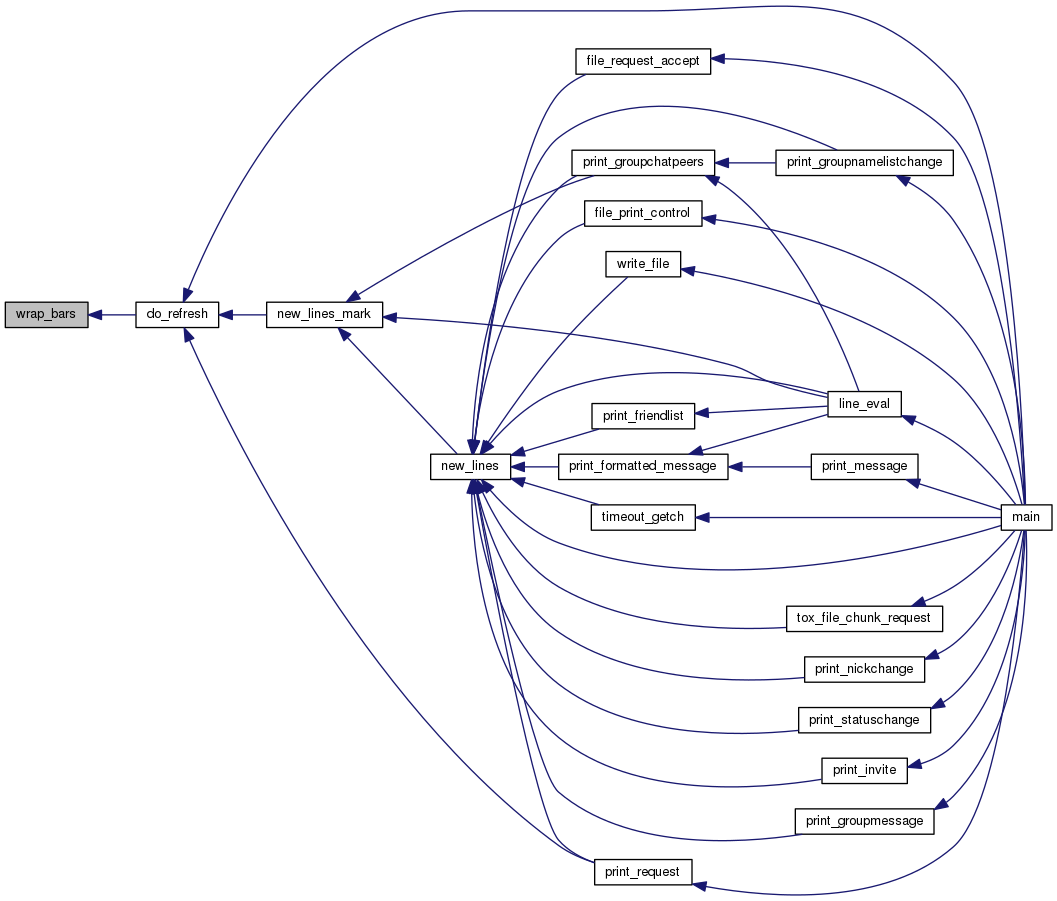 file_request_accept
print_groupchatpeers
print_groupnamelistchange
file_print_control
write_file
wrap_bars
do_refresh
new_lines_mark
line_eval
print_friendlist
new_lines
print_formatted_message
print_message
timeout_getch
main
tox_file_chunk_request
print_nickchange
print_statuschange
print_invite
print_groupmessage
print_request